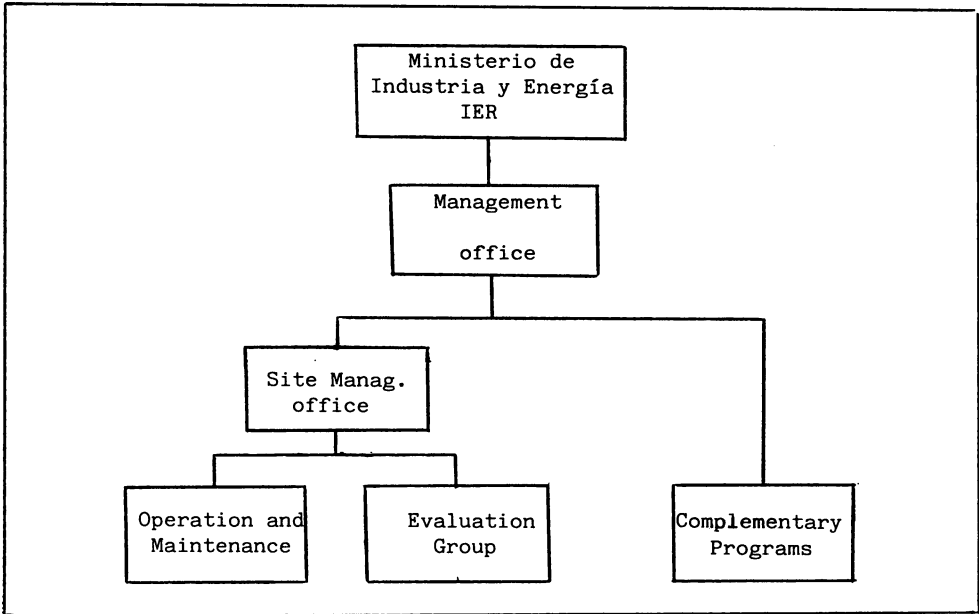 Ministerio de
Industria y Energía
IER
Management
office
Site Manag.
office
Operation and
Maintenance
Evaluation
Group
Complementary
Programs